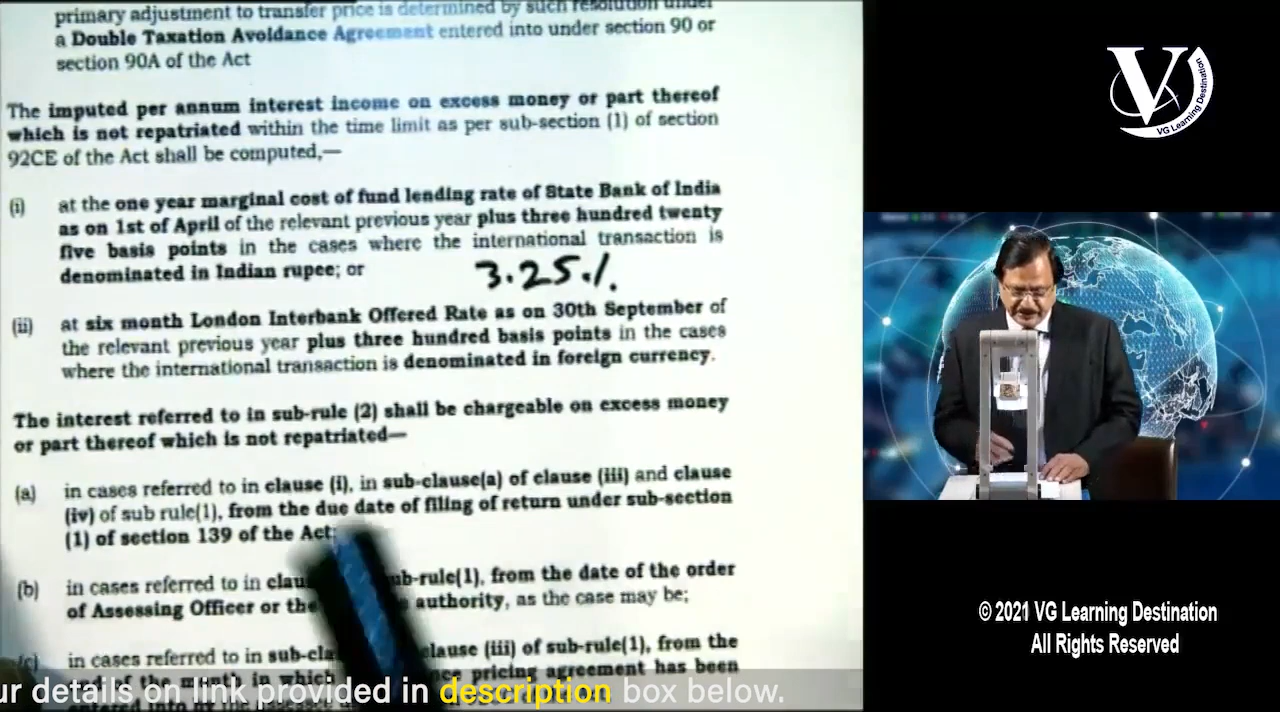 primary adjustment to transfer price is determined by such resolution under
a Double Taxation Avoidance Agreement entered into under section 90 or
section 90A of the Act
The imputed per annum interest income on excess money or part thereof
which is not repatriated within the time limit as per sub-section (1) of section
92CE of the Act shall be computed,—
(i) at the one year marginal cost of fund lending rate of State Bank of India
as on 1st of April of the relevant previous year plus three hundred twenty
five basis points in the cases where the international transaction is
denominated in Indian rupee; or
3.25%
(ii) at six month London Interbank Offered Rate as on 30th September of
the relevant previous year plus three hundred basis points in the cases
where the international transaction is denominated in foreign currency.
The interest referred to in sub-rule (2) shall be chargeable on excess money
or part thereof which is not repatriated—
(a) in cases referred to in clause (i), in sub-clause(a) of clause (iii) and clause
(iv) of sub rule(1), from the due date of filing of return under sub-section
(1) of section 139 of the Act;
(b) in cases referred to in ub-rule(1), from the date of the order
of Assessing Officer or the authority, as the case may be;
(c) in cases referred to in clause (iii) of sub-rule(1), from the
of the month in which pricing agreement has been
ur details on link provided in description box below.
V
VG Learning Destination
© 2021 VG Learning Destination
All Rights Reserved